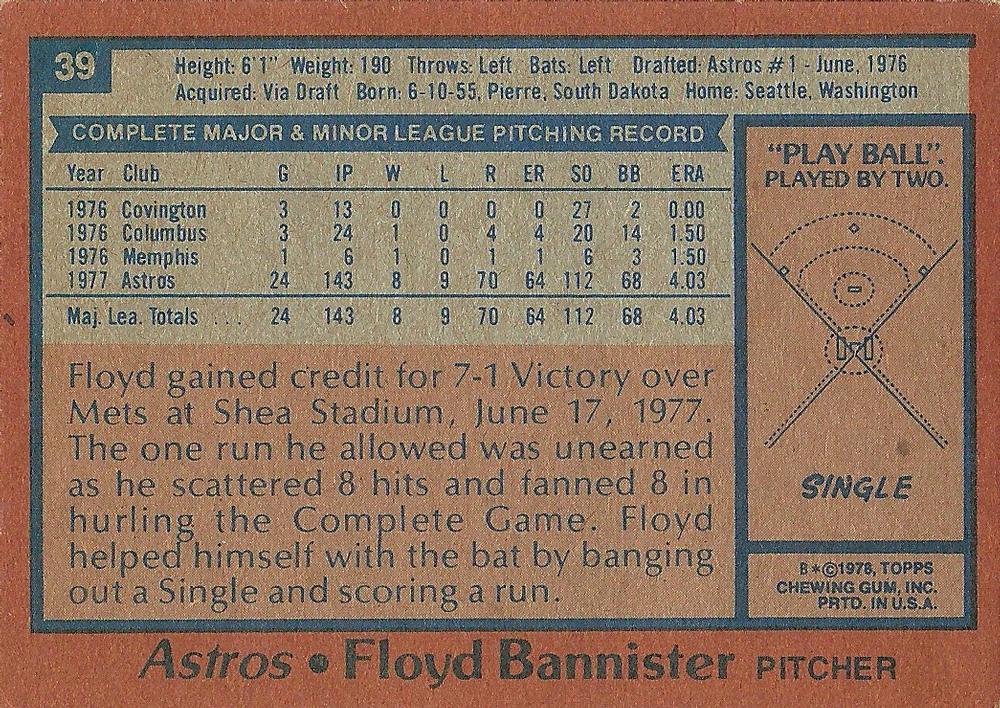 39
Height: 6'1" Weight: 190 Throws: Left Bats: Left Drafted: Astros #1 - June, 1976
Acquired: Via Draft Born: 6-10-55, Pierre, South Dakota Home: Seattle, Washington
COMPLETE MAJOR & MINOR LEAGUE PITCHING RECORD
Year Club G IP W L R ER SO BB ERA
1976 Covington 3 13 0 0 0 0 27 2 0.00
1976 Columbus 3 24 1 0 4 4 20 14 1.50
1976 Memphis 1 6 1 0 1 1 6 3 1.50
1977 Astros 24 143 8 9 70 64 112 68 4.03
Maj. Lea. Totals ... 24 143 8 9 70 64 112 68 4.03
Floyd gained credit for 7-1 Victory over
Mets at Shea Stadium, June 17, 1977.
The one run he allowed was unearned
as he scattered 8 hits and fanned 8 in
hurling the Complete Game. Floyd
helped himself with the bat by banging
out a Single and scoring a run.
"PLAY BALL".
PLAYED BY TWO.
SINGLE
B*©1978, TOPPS
CHEWING GUM, INC.
PRTD. IN U.S.A.
Astros • Floyd Bannister PITCHER